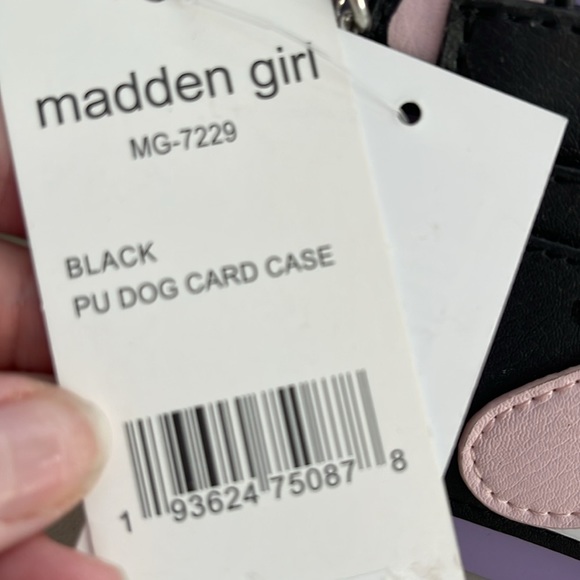 madden girl
MG-7229
BLACK
PU DOG CARD CASE
1 93624 75087 8